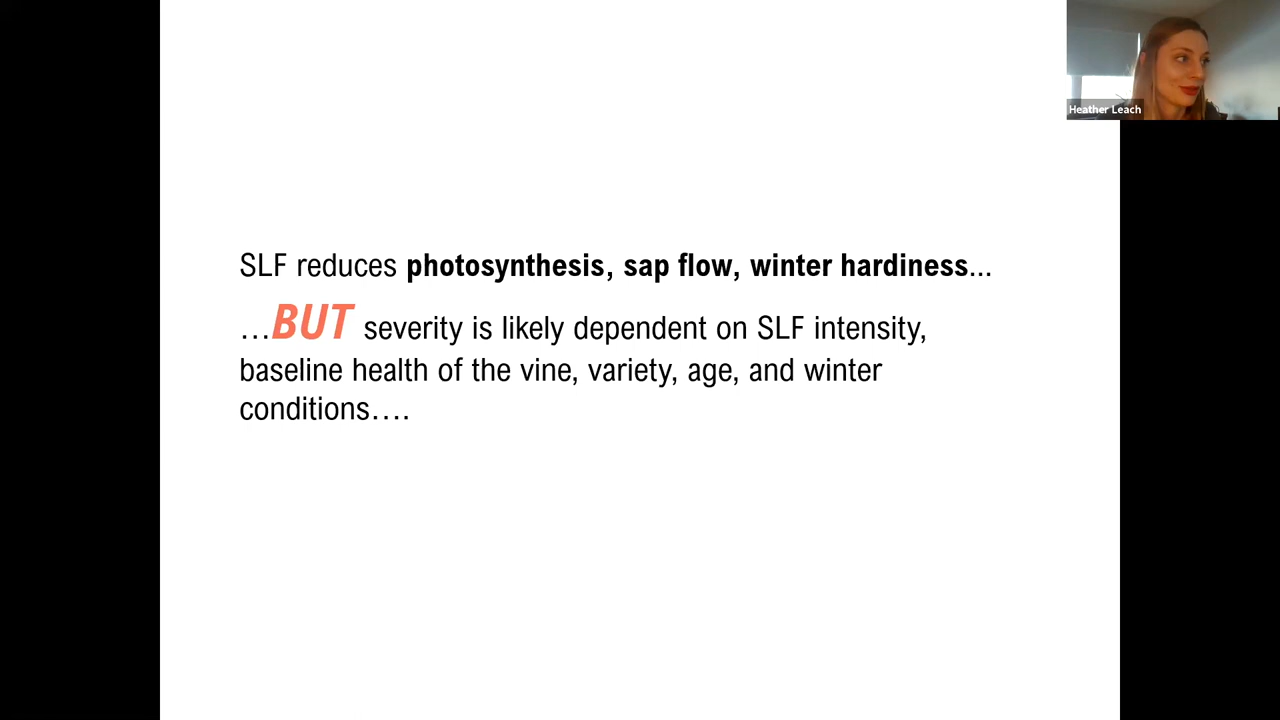 Heather Leach
SLF reduces photosynthesis, sap flow, winter hardiness...
…BUT severity is likely dependent on SLF intensity,
baseline health of the vine, variety, age, and winter
conditions….